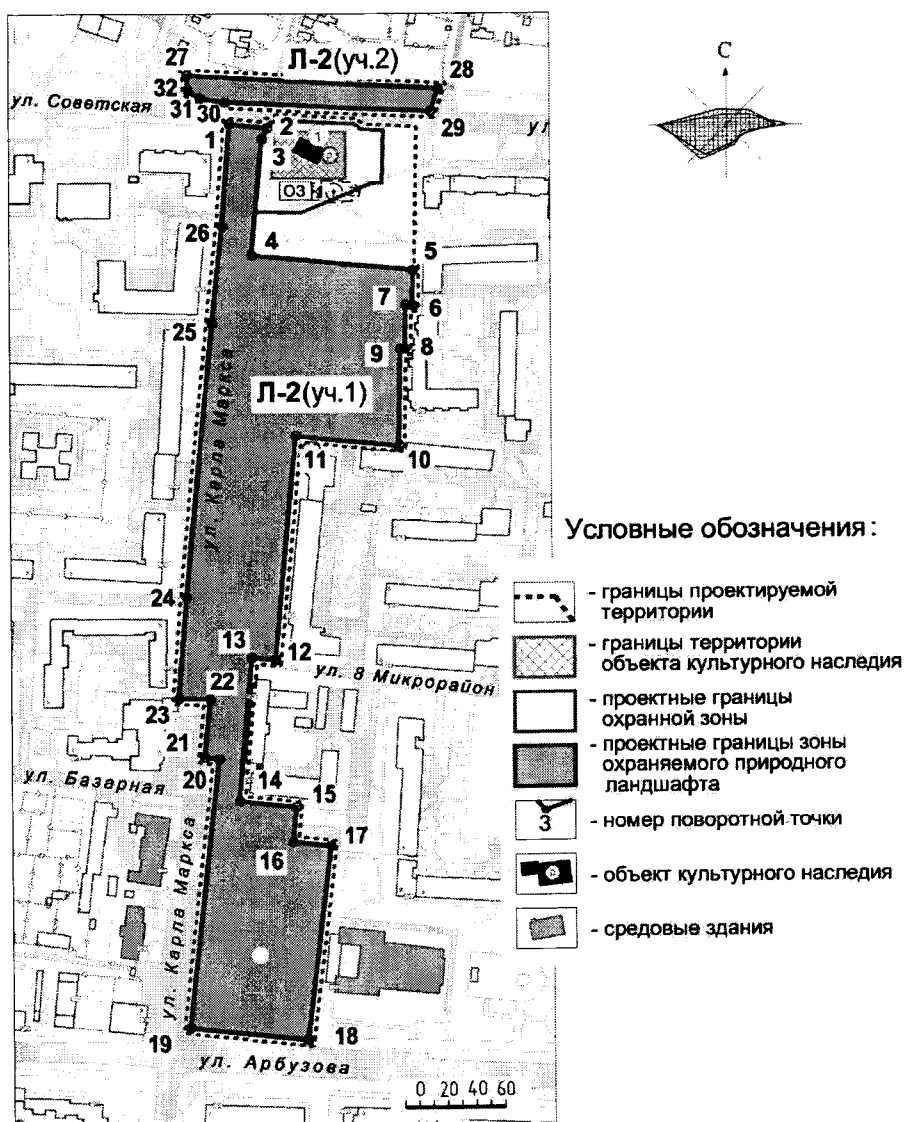 27
Л-2(уч.2)
28
32
ул. Советская
31
30
29
ул
1
2
1
3
ОЗ
26
4
5
7
6
25
9
8
Л-2(уч.1)
ул. Карла Маркса
11
10
24
13
12
ул. 8 Микрорайон
22
23
21
20
ул. Базарная
14
15
17
16
ул. Карла Маркса
19
18
ул. Арбузова
0 20 40 60
С
Условные обозначения:
- границы проектируемой
территории
- границы территории
объекта культурного наследия
- проектные границы
охранной зоны
- проектные границы зоны
охраняемого природного
ландшафта
3
- номер поворотной точки
- объект культурного наследия
- средовые здания